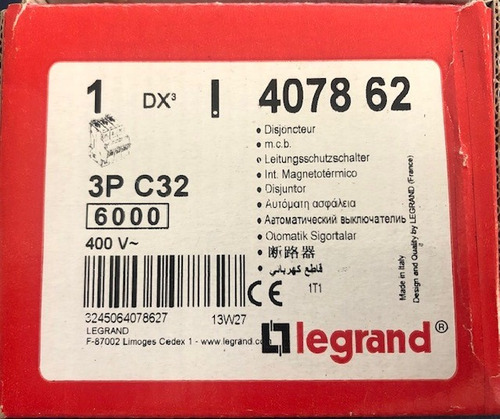 1 DX³ 4078 62
• Disjoncteur
• m.c.b.
• Leitungsschutzschalter
• Int. Magnetotérmico
• Disjuntor
• Αυτόματη ασφάλεια
• Автоматический выключатель
• Otomatik Sigortalar
• 断路器
• قاطع كهربائي
3P C32
6000
400 V~
CE
1T1
Made in Italy
Design and Quality by LEGRAND (France)
3245064078627 13W27
LEGRAND
F-87002 Limoges Cedex 1 - www.legrand.co
legrand®